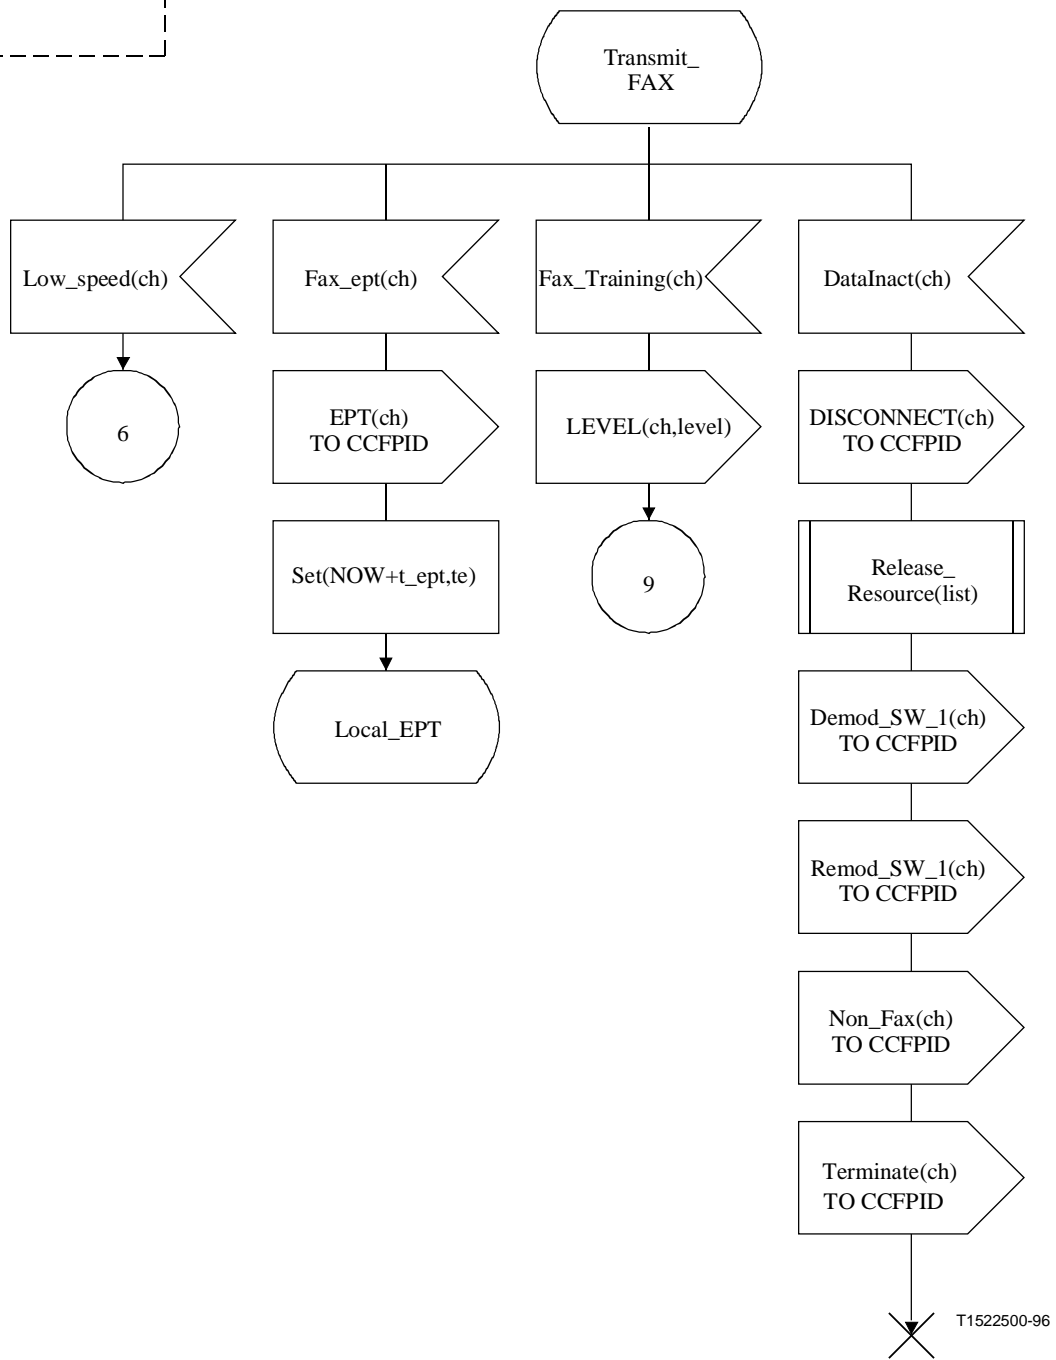 Transmit_
FAX
Low_speed(ch)
Fax_ept(ch)
Fax_Training(ch)
DataInact(ch)
6
EPT(ch)
TO CCFPID
LEVEL(ch,level)
DISCONNECT(ch)
TO CCFPID
Set(NOW+t_ept,te)
9
Release_
Resource(list)
Local_EPT
Demod_SW_1(ch)
TO CCFPID
Remod_SW_1(ch)
TO CCFPID
Non_Fax(ch)
TO CCFPID
Terminate(ch)
TO CCFPID
T1522500-96